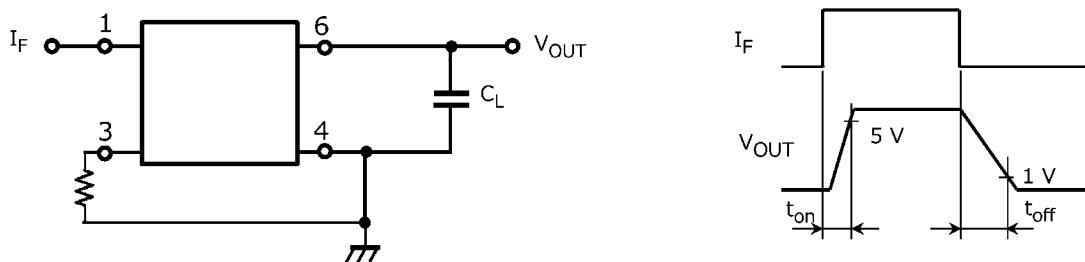 1
6
I_F
V_OUT
C_L
3
4
I_F
V_OUT
5 V
1 V
t_on
t_off